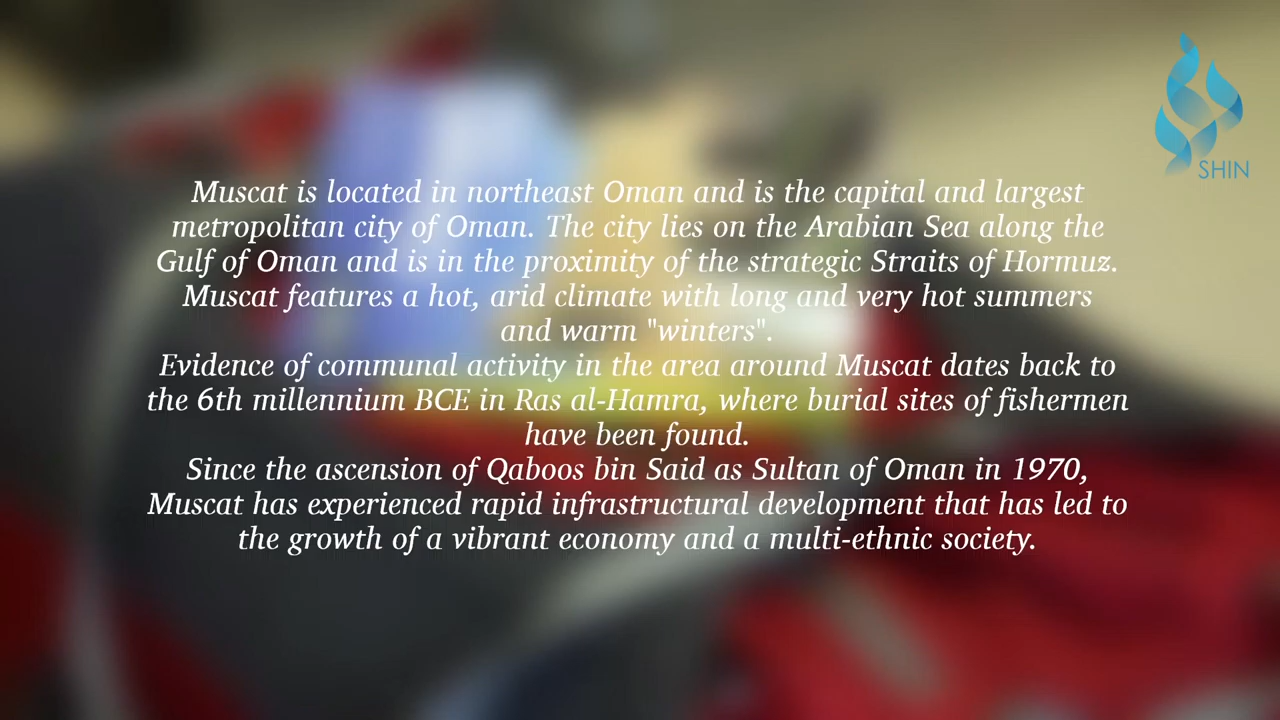 SHIN
Muscat is located in northeast Oman and is the capital and largest
metropolitan city of Oman. The city lies on the Arabian Sea along the
Gulf of Oman and is in the proximity of the strategic Straits of Hormuz.
Muscat features a hot, arid climate with long and very hot summers
and warm "winters".
Evidence of communal activity in the area around Muscat dates back to
the 6th millennium BCE in Ras al-Hamra, where burial sites of fishermen
have been found.
Since the ascension of Qaboos bin Said as Sultan of Oman in 1970,
Muscat has experienced rapid infrastructural development that has led to
the growth of a vibrant economy and a multi-ethnic society.